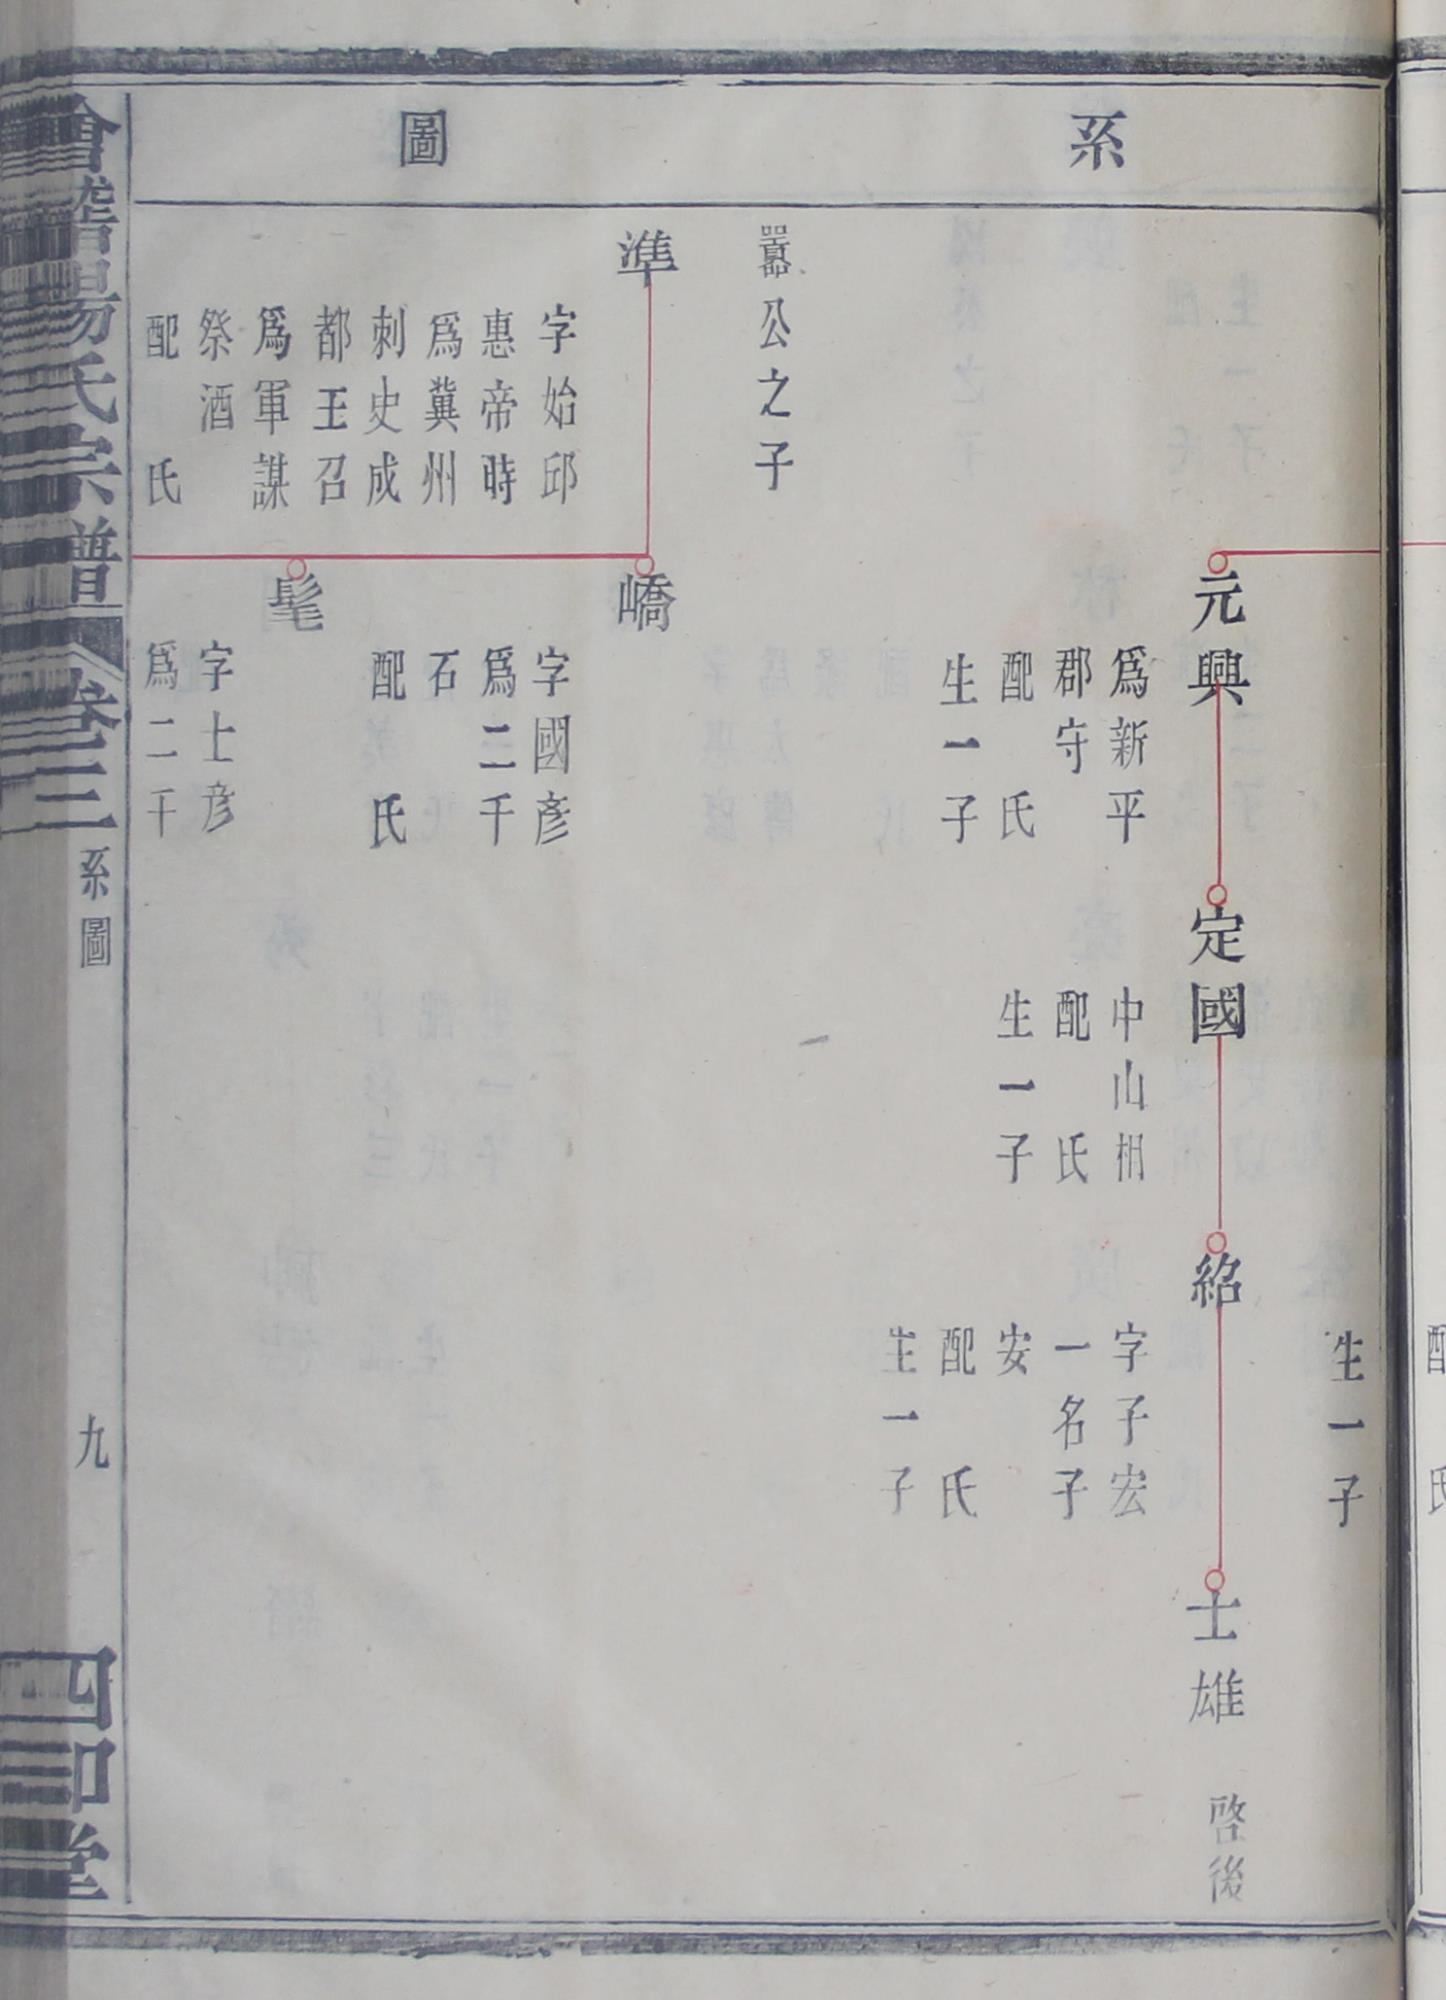 系圖
配
氏
生一子
元興
爲新平
郡守
配氏
生一子
定國
中山相
配氏
生一子
紹
字子宏
一名子
安
配氏
生一子
士雄
啓後
囂公之子
準
字始邱
惠帝時
爲冀州
刺史成
都王召
爲軍謀
祭酒
配氏
嶠
字國彥
爲二千
石
配氏
髦
字士彥
爲二千
會稽楊氏宗譜
卷三
系圖
九
四知堂